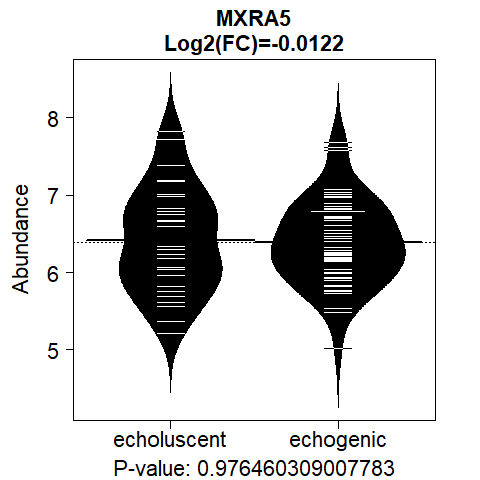 MXRA5
Log2(FC)=-0.0122
Abundance
8
7
6
5
echoluscent echogenic
P-value: 0.976460309007783